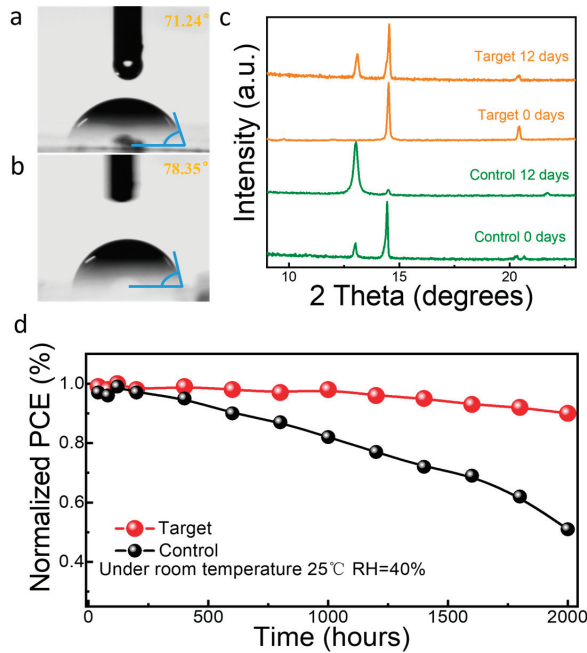 a
71.24°
b
78.35°
c
Intensity (a.u.)
Target 12 days
Target 0 days
Control 12 days
Control 0 days
10 15 20
2 Theta (degrees)
d
Normalized PCE (%)
1.0
0.8
0.6
0.4
Target
Control
Under room temperature 25℃ RH=40%
0 500 1000 1500 2000
Time (hours)